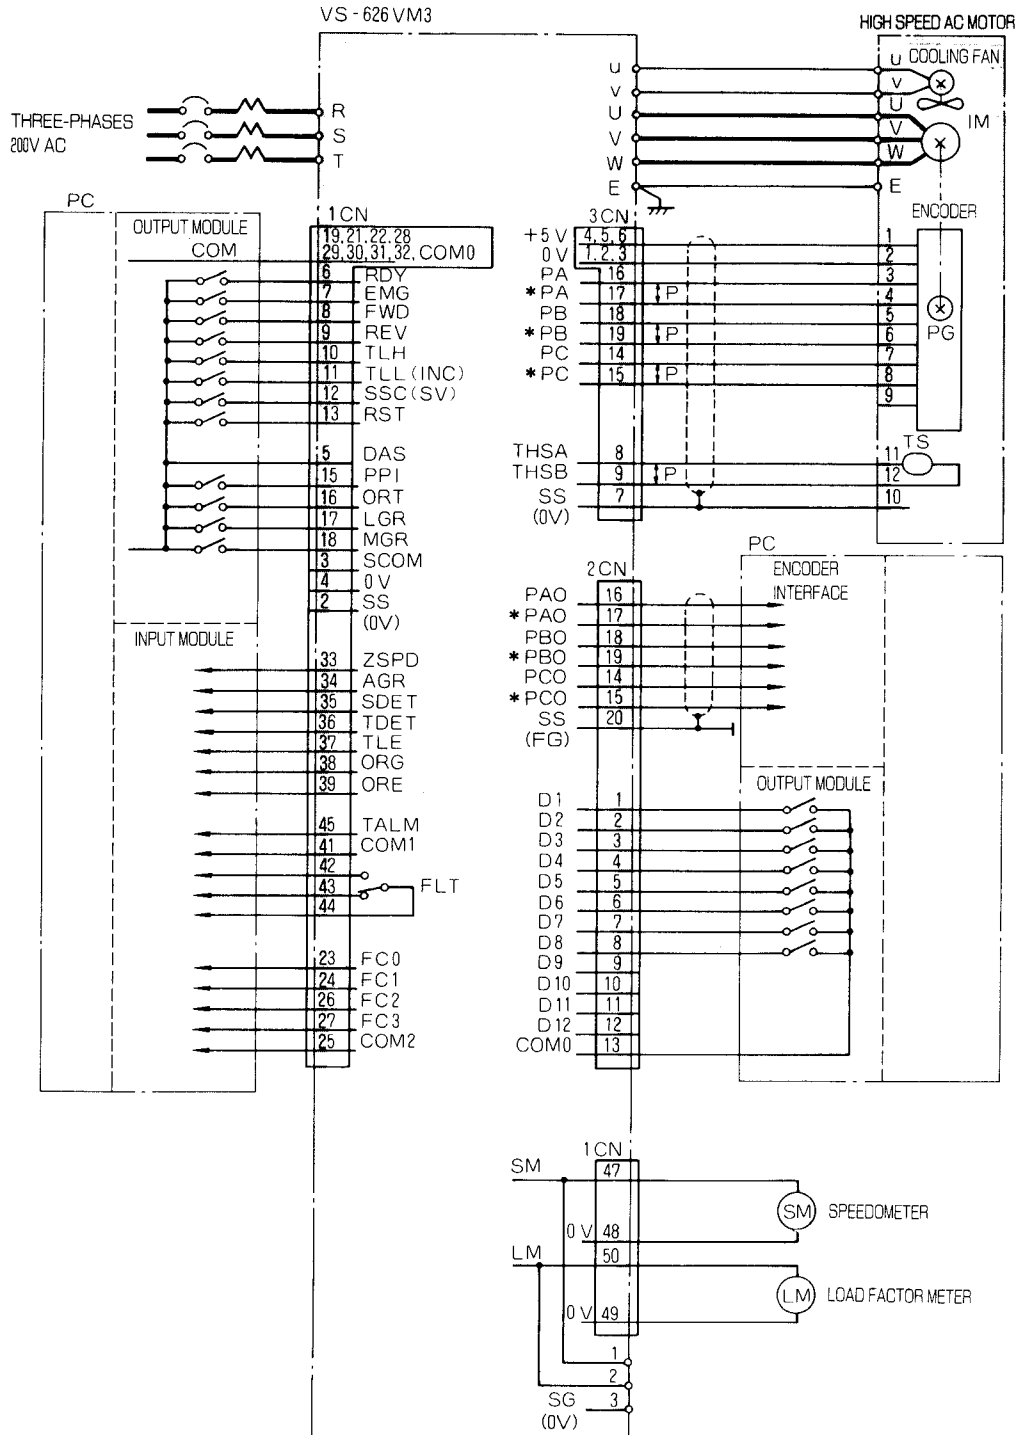 VS-626VM3
HIGH SPEED AC MOTOR
THREE-PHASES
200V AC
R
S
T
u
v
U
V
W
E
u
v
U
V
W
E
COOLING FAN
IM
PC
OUTPUT MODULE
COM
1CN
19,21,22,28
29,30,31,32, COM0
6 RDY
7 EMG
8 FWD
9 REV
10 TLH
11 TLL(INC)
12 SSC(SV)
13 RST
5 DAS
15 PPI
16 ORT
17 LGR
18 MGR
3 SCOM
4 0V
2 SS
(0V)
INPUT MODULE
33 ZSPD
34 AGR
35 SDET
36 TDET
37 TLE
38 ORG
39 ORE
45 TALM
41 COM1
42
43 FLT
44
23 FC0
24 FC1
26 FC2
27 FC3
25 COM2
3CN
+5V 4,5,6
0V 1,2,3
PA 16
*PA 17 P
PB 18
*PB 19 P
PC 14
*PC 15 P
THSA 8
THSB 9 P
SS 7
(0V)
ENCODER
1
2
3
4
5
6
7
8
9
PG
TS
11
12
10
2CN
PAO 16
*PAO 17
PBO 18
*PBO 19
PCO 14
*PCO 15
SS 20
(FG)
PC
ENCODER
INTERFACE
OUTPUT MODULE
D1 1
D2 2
D3 3
D4 4
D5 5
D6 6
D7 7
D8 8
D9 9
D10 10
D11 11
D12 12
COM0 13
1CN
SM 47
SM SPEEDOMETER
0V 48
LM 50
LM LOAD FACTOR METER
0V 49
1
2
SG 3
(0V)